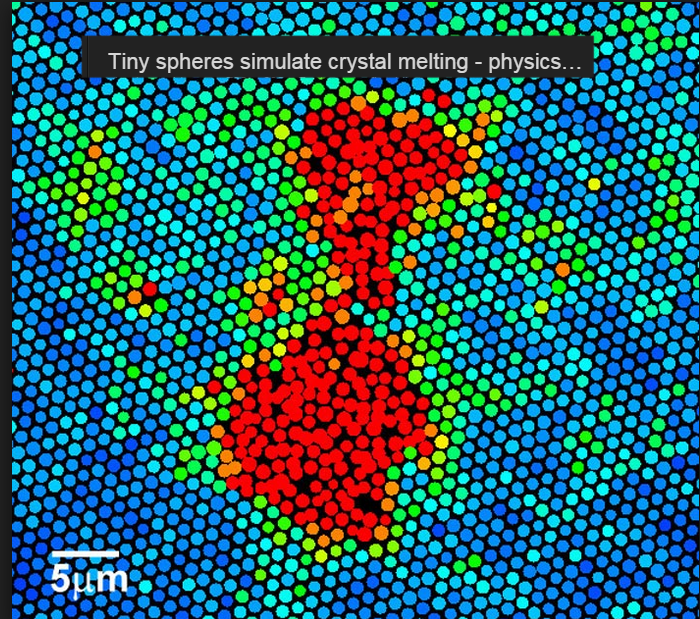 Tiny spheres simulate crystal melting - physics…
5μm